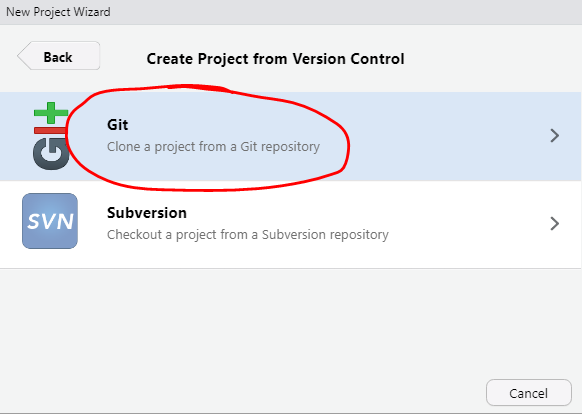 New Project Wizard
Back
Create Project from Version Control
git
Git
Clone a project from a Git repository
SVN
Subversion
Checkout a project from a Subversion repository
Cancel